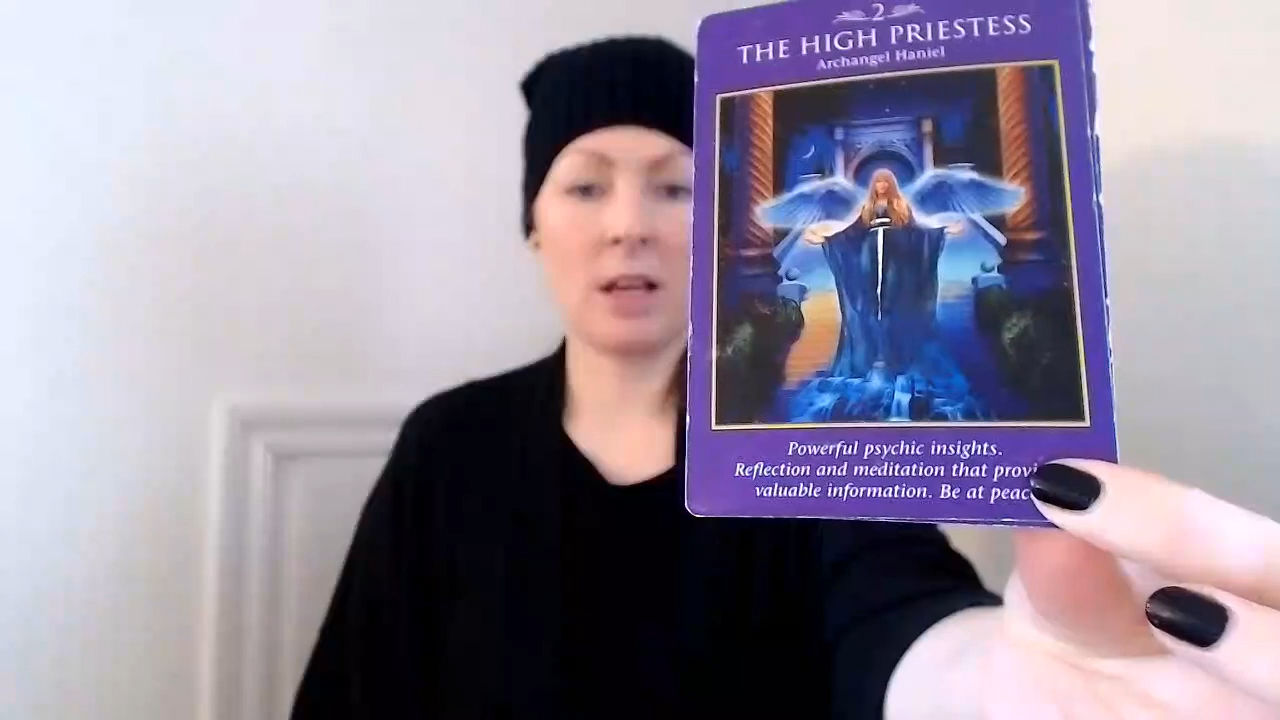 2
THE HIGH PRIESTESS
Archangel Haniel
Powerful psychic insights.
Reflection and meditation that provi
valuable information. Be at peac